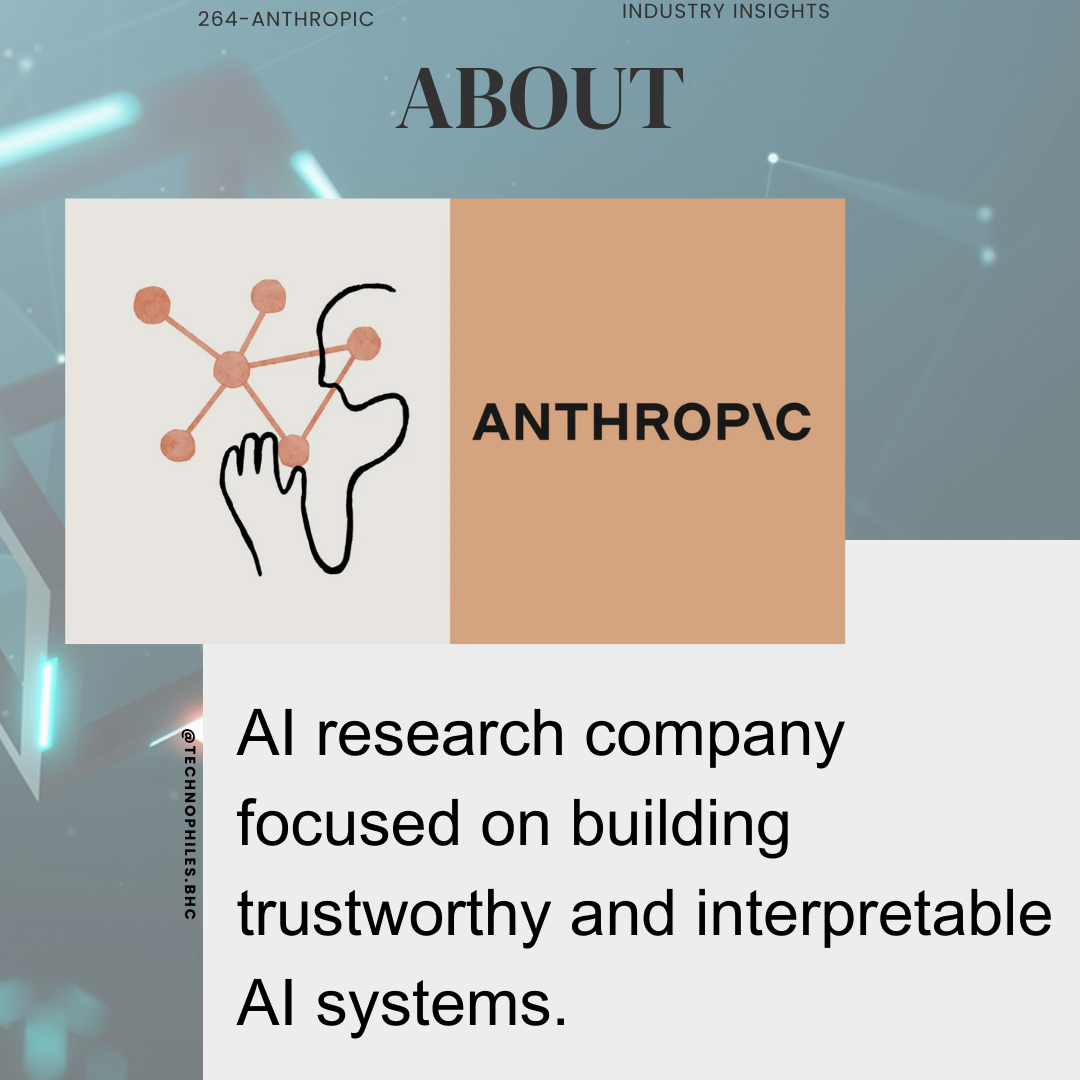 264-ANTHROPIC
INDUSTRY INSIGHTS
ABOUT
ANTHROP\C
AI research company
focused on building
trustworthy and interpretable
AI systems.
@TECHNOPHILES.BHC